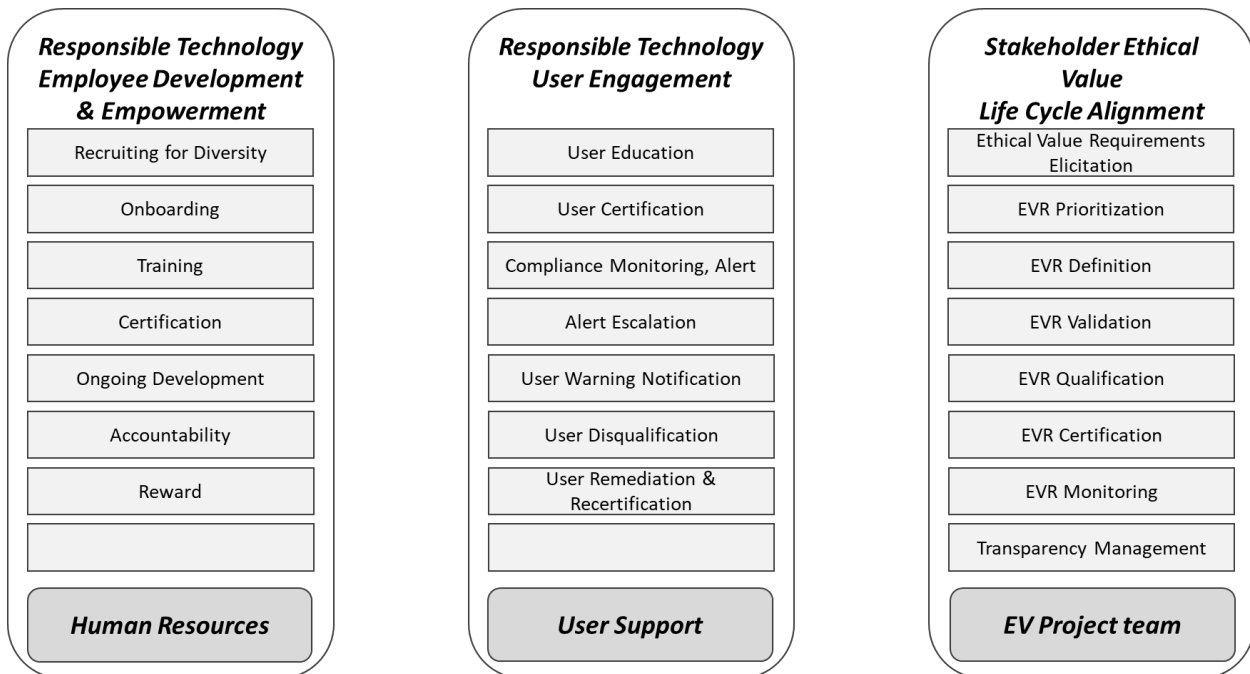 Responsible Technology
Employee Development
& Empowerment
Recruiting for Diversity
Onboarding
Training
Certification
Ongoing Development
Accountability
Reward
Human Resources
Responsible Technology
User Engagement
User Education
User Certification
Compliance Monitoring, Alert
Alert Escalation
User Warning Notification
User Disqualification
User Remediation &
Recertification
User Support
Stakeholder Ethical
Value
Life Cycle Alignment
Ethical Value Requirements
Elicitation
EVR Prioritization
EVR Definition
EVR Validation
EVR Qualification
EVR Certification
EVR Monitoring
Transparency Management
EV Project team